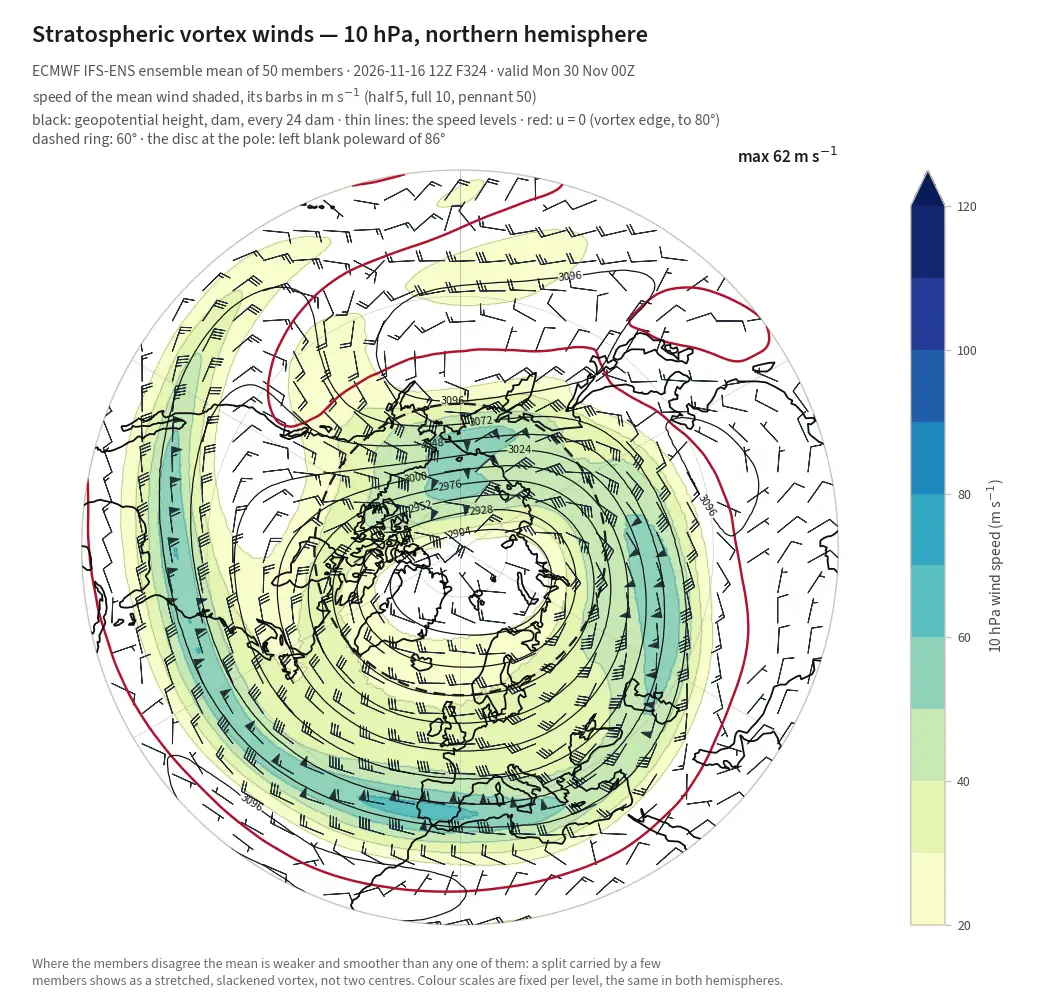 Stratospheric vortex winds — 10 hPa, northern hemisphere
ECMWF IFS-ENS ensemble mean of 50 members · 2026-11-16 12Z F324 · valid Mon 30 Nov 00Z
speed of the mean wind shaded, its barbs in m s⁻¹ (half 5, full 10, pennant 50)
black: geopotential height, dam, every 24 dam · thin lines: the speed levels · red: u = 0 (vortex edge, to 80°)
dashed ring: 60° · the disc at the pole: left blank poleward of 86°
max 62 m s⁻¹
120
100
80
60
40
20
10 hPa wind speed (m s⁻¹)
3096
3096
3072
3048
3024
3000
2976
2952
2928
2904
3096
3096
Where the members disagree the mean is weaker and smoother than any one of them: a split carried by a few
members shows as a stretched, slackened vortex, not two centres. Colour scales are fixed per level, the same in both hemispheres.